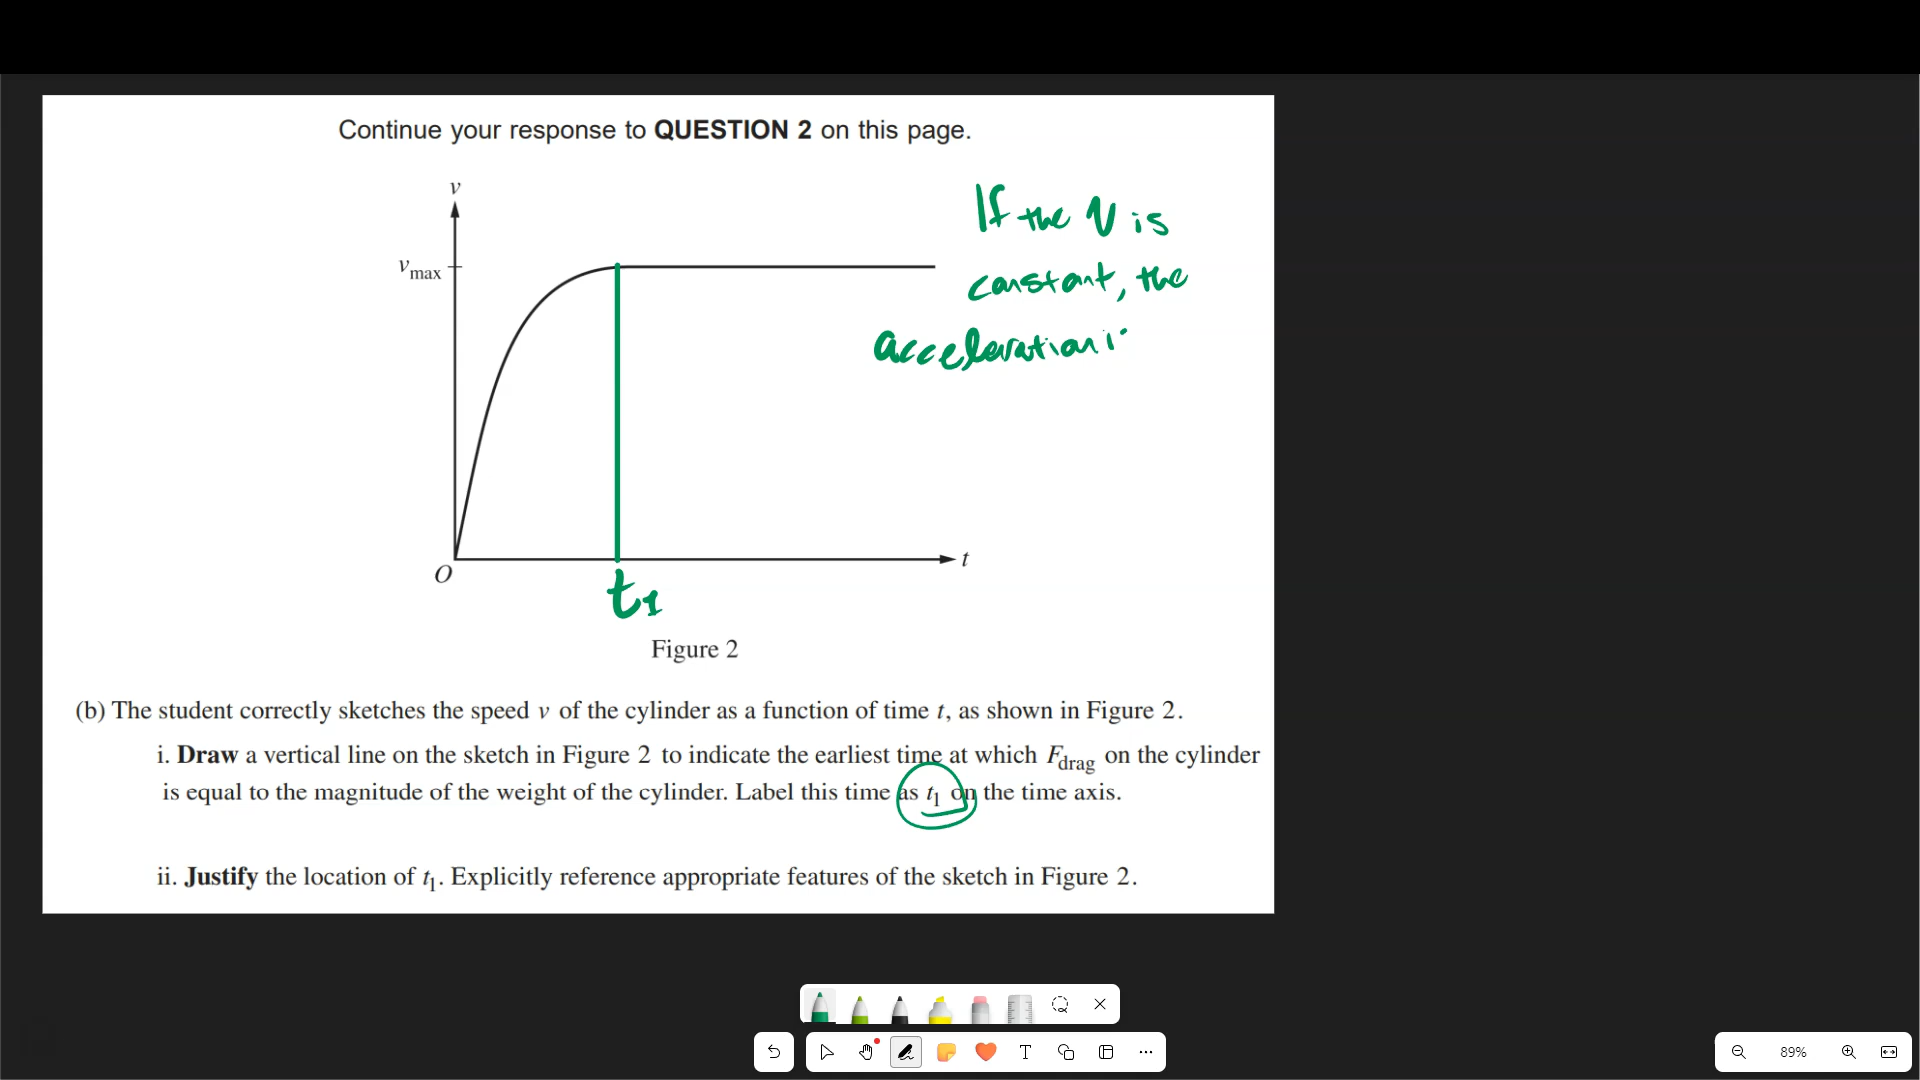 Continue your response to QUESTION 2 on this page.
v
If the V is
vmax
constant, the
acceleration i
O
t
t1
Figure 2
(b) The student correctly sketches the speed v of the cylinder as a function of time t, as shown in Figure 2.
i. Draw a vertical line on the sketch in Figure 2 to indicate the earliest time at which Fdrag on the cylinder
is equal to the magnitude of the weight of the cylinder. Label this time as t1 on the time axis.
ii. Justify the location of t1. Explicitly reference appropriate features of the sketch in Figure 2.
T
89%